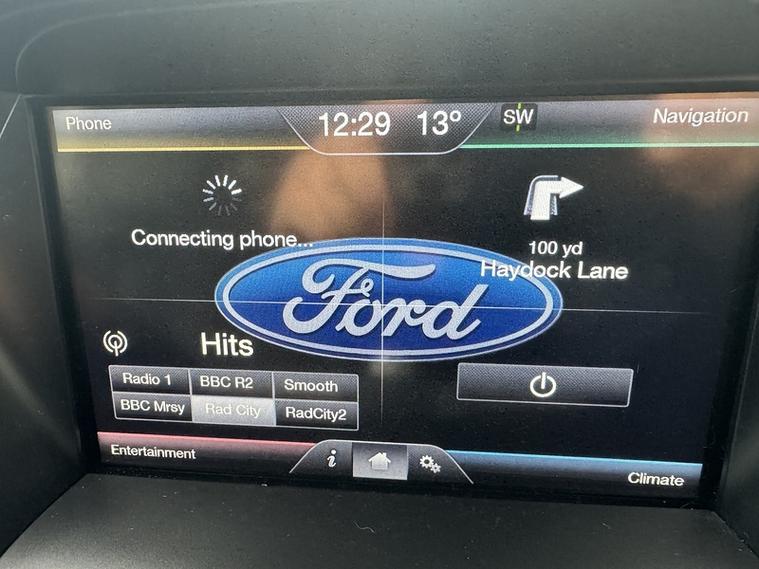 Phone
12:29 13° SW
Navigation
Connecting phone...
100 yd
Haydock Lane
Ford
Hits
Radio 1 BBC R2 Smooth
BBC Mrsy Rad City RadCity2
Entertainment
i
Climate